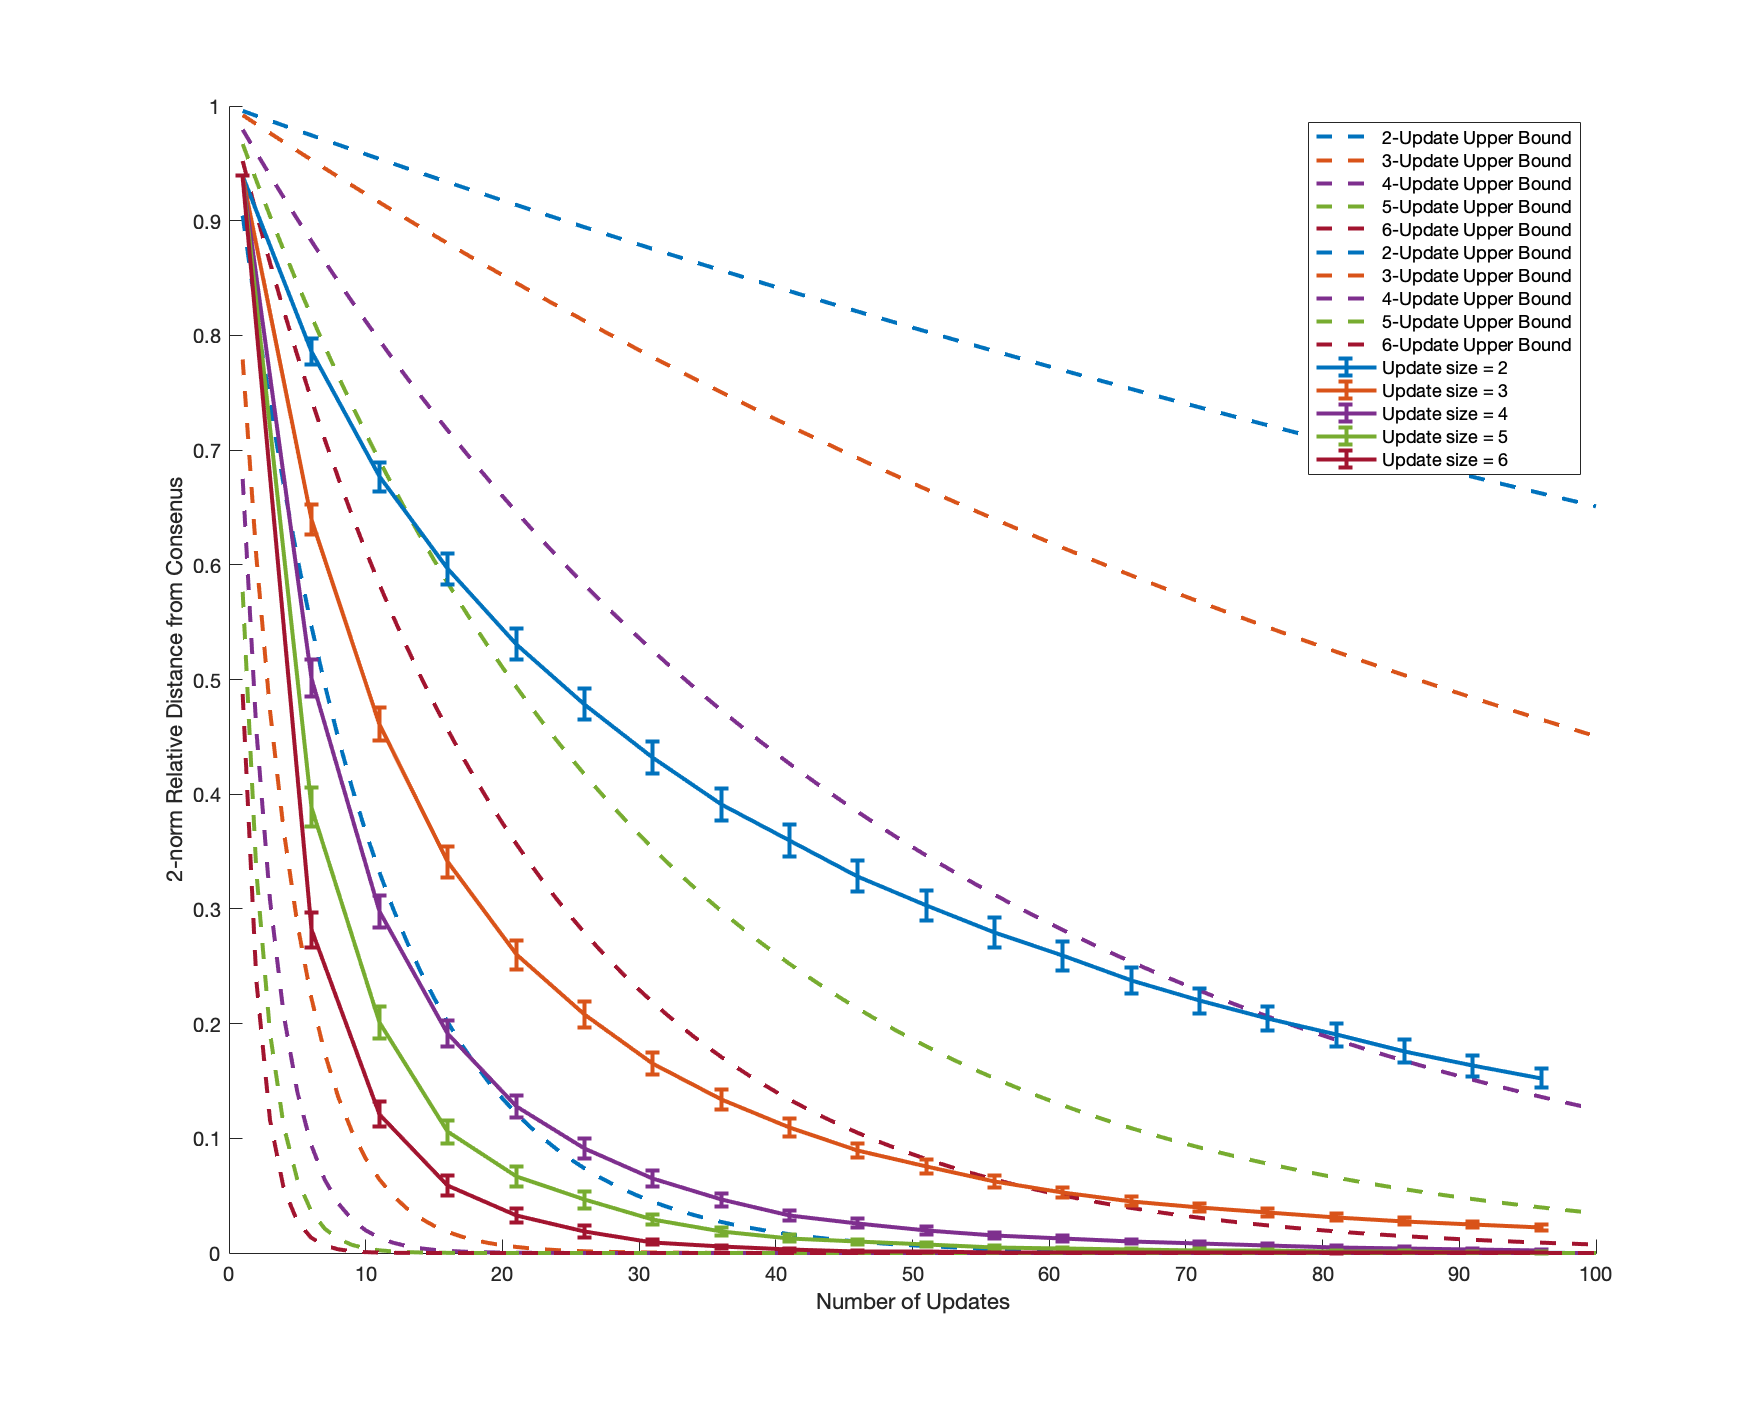 1
0.9
0.8
0.7
0.6
0.5
0.4
0.3
0.2
0.1
0
2-norm Relative Distance from Consenus
0 10 20 30 40 50 60 70 80 90 100
Number of Updates
2-Update Upper Bound
3-Update Upper Bound
4-Update Upper Bound
5-Update Upper Bound
6-Update Upper Bound
2-Update Upper Bound
3-Update Upper Bound
4-Update Upper Bound
5-Update Upper Bound
6-Update Upper Bound
Update size = 2
Update size = 3
Update size = 4
Update size = 5
Update size = 6